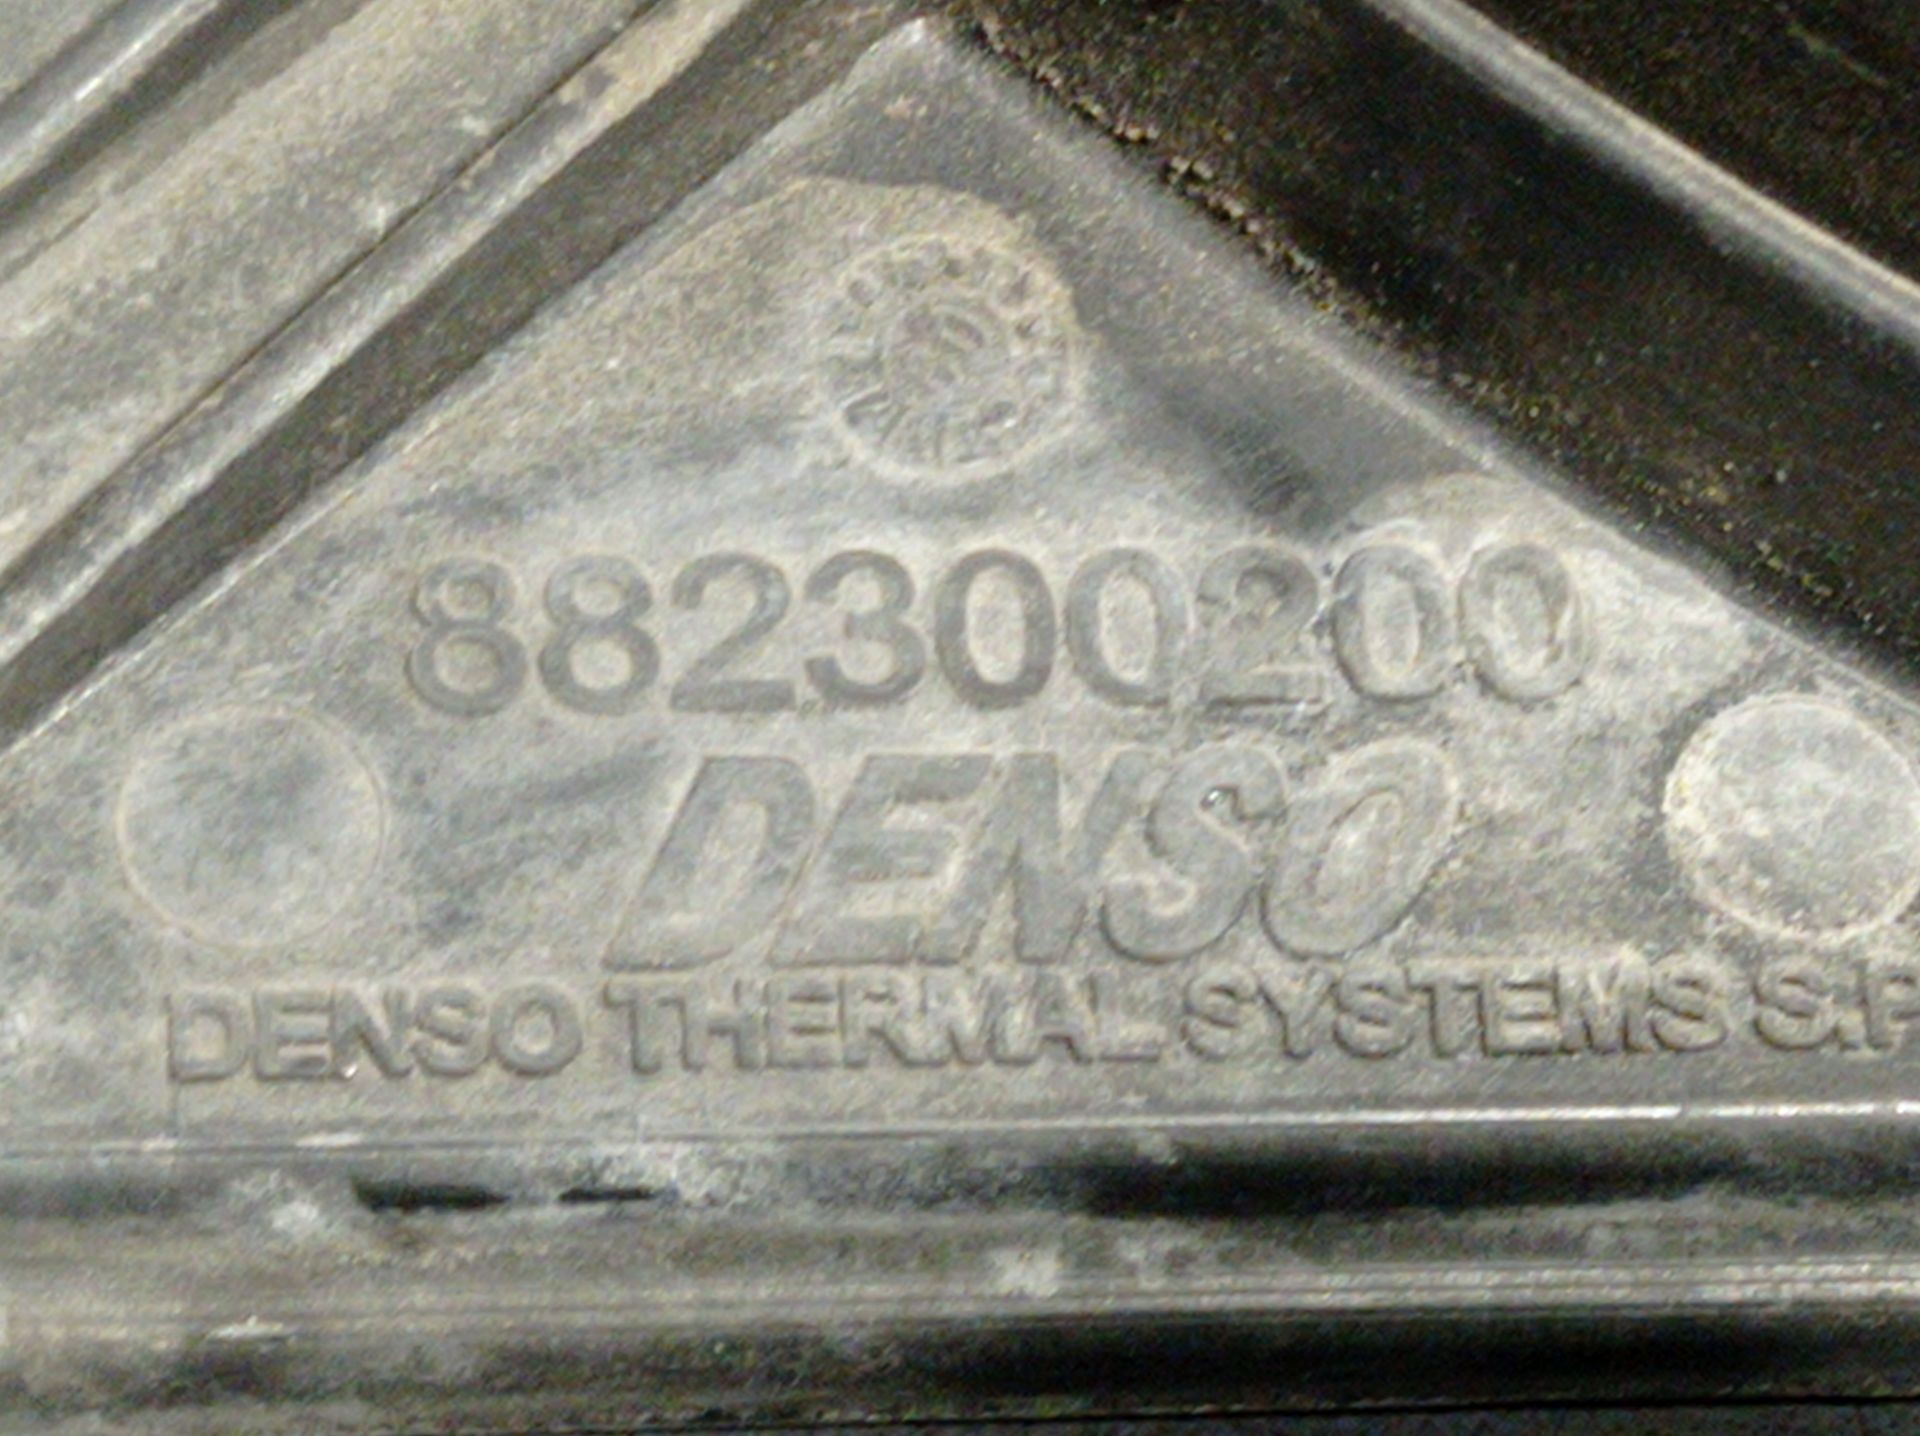 882300200
DENSO
DENSO THERMAL SYSTEMS S.P